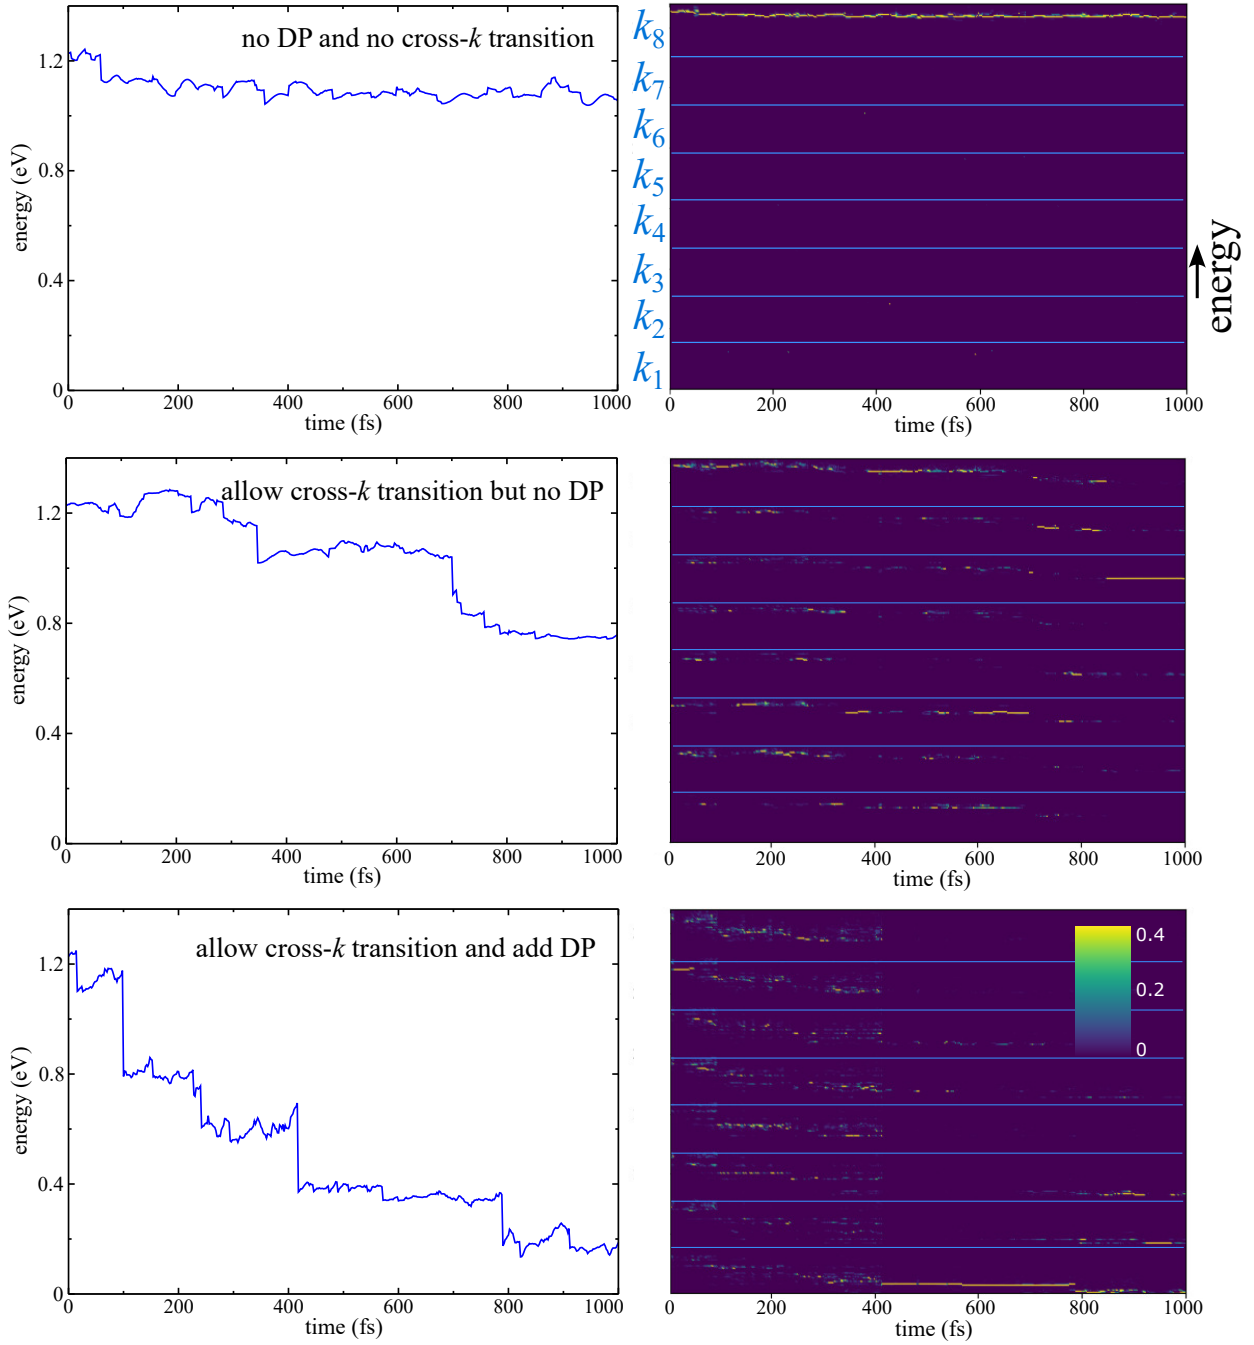 no DP and no cross-k transition
energy (eV)
1.2
0.8
0.4
0
0 200 400 600 800 1000
time (fs)
k8
k7
k6
k5
k4
k3
k2
k1
energy
0 200 400 600 800 1000
time (fs)
allow cross-k transition but no DP
energy (eV)
1.2
0.8
0.4
0
0 200 400 600 800 1000
time (fs)
0 200 400 600 800 1000
time (fs)
allow cross-k transition and add DP
energy (eV)
1.2
0.8
0.4
0
0 200 400 600 800 1000
time (fs)
0.4
0.2
0
0 200 400 600 800 1000
time (fs)